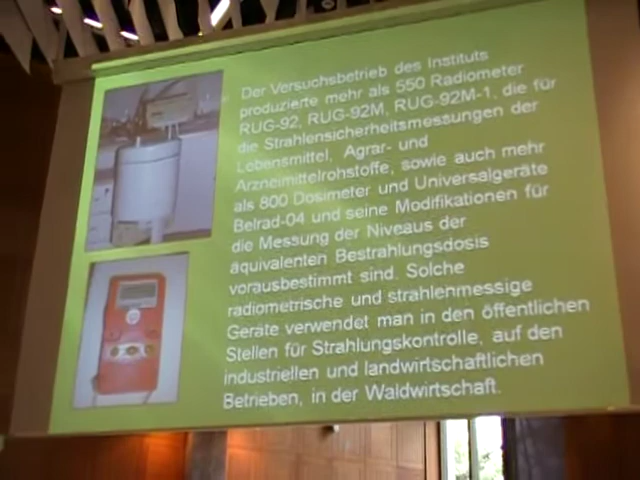 Der Versuchsbetrieb des Instituts
produzierte mehr als 550 Radiometer
RUG-92, RUG-92M, RUG-92M-1, die für
die Strahlensicherheitsmessungen der
Lebensmittel, Agrar- und
Arzneimittelrohstoffe, sowie auch mehr
als 800 Dosimeter und Universalgeräte
Belrad-04 und seine Modifikationen für
die Messung der Niveaus der
äquivalenten Bestrahlungsdosis
vorausbestimmt sind. Solche
radiometrische und strahlenmessige
Geräte verwendet man in den öffentlichen
Stellen für Strahlungskontrolle, auf den
industriellen und landwirtschaftlichen
Betrieben, in der Waldwirtschaft.